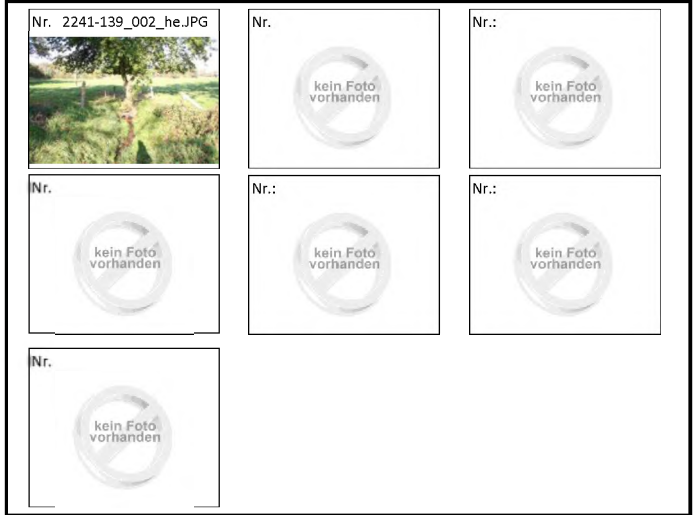 Nr. 2241-139_002_he.JPG
Nr.
Nr.:
kein Foto
vorhanden
kein Foto
vorhanden
Nr.
Nr.:
Nr.:
kein Foto
vorhanden
kein Foto
vorhanden
kein Foto
vorhanden
Nr.
kein Foto
vorhanden